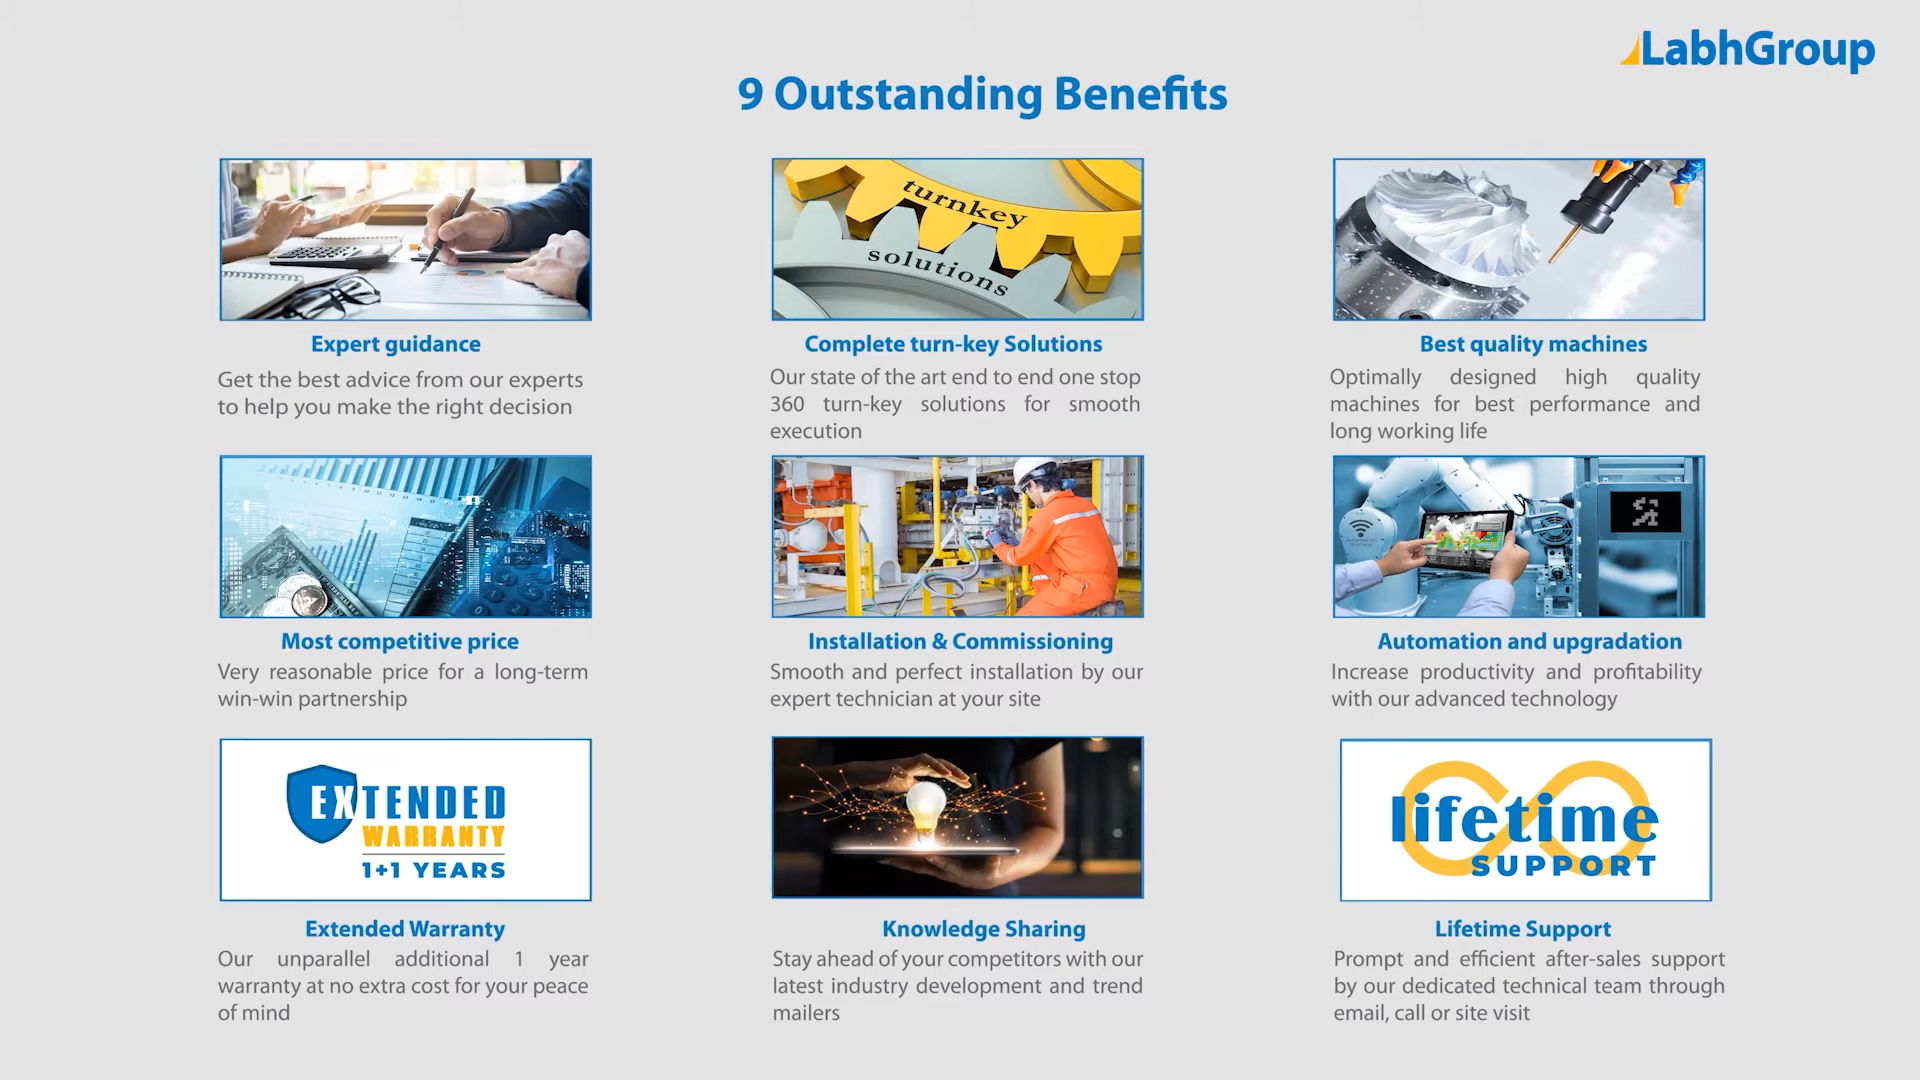 LabhGroup
9 Outstanding Benefits
turnkey
solutions
Expert guidance
Get the best advice from our experts
to help you make the right decision
Complete turn-key Solutions
Our state of the art end to end one stop
360 turn-key solutions for smooth
execution
Best quality machines
Optimally designed high quality
machines for best performance and
long working life
Most competitive price
Very reasonable price for a long-term
win-win partnership
Installation & Commissioning
Smooth and perfect installation by our
expert technician at your site
Automation and upgradation
Increase productivity and profitability
with our advanced technology
EXTENDED
WARRANTY
1+1 YEARS
Extended Warranty
Our unparallel additional 1 year
warranty at no extra cost for your peace
of mind
Knowledge Sharing
Stay ahead of your competitors with our
latest industry development and trend
mailers
lifetime
SUPPORT
Lifetime Support
Prompt and efficient after-sales support
by our dedicated technical team through
email, call or site visit